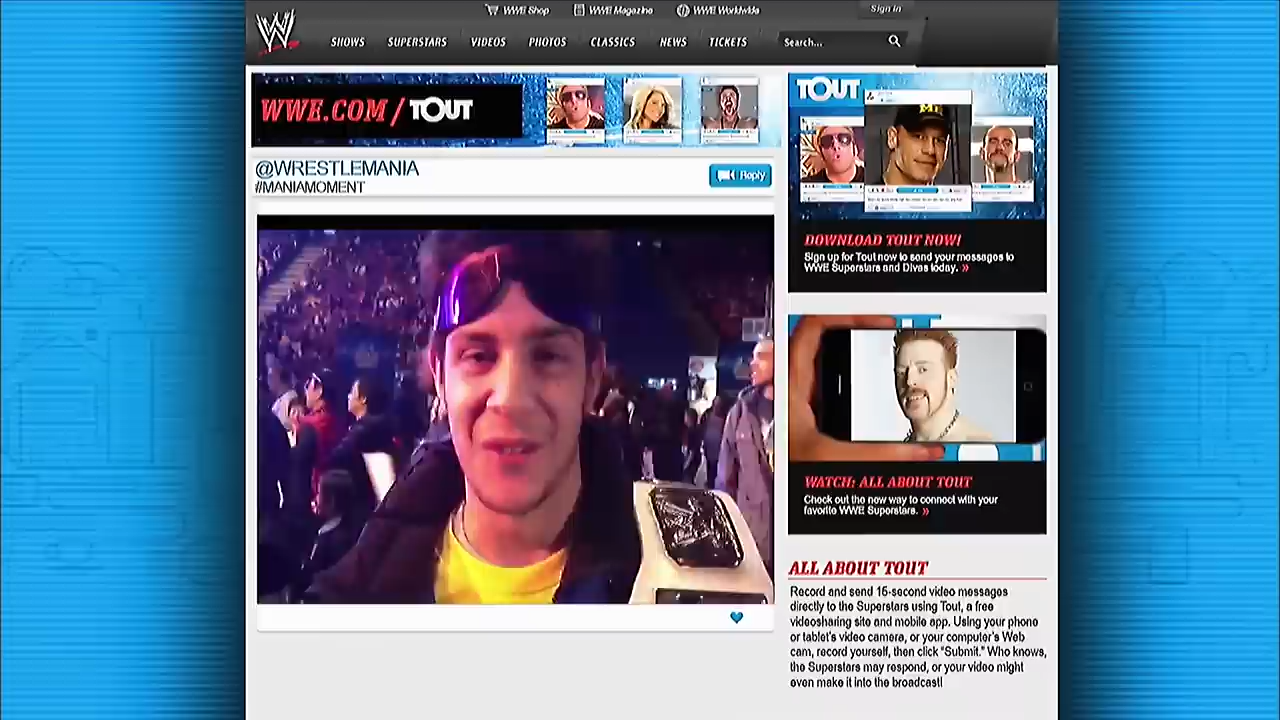 WWE Shop
WWE Magazine
WWE Worldwide
Sign in
W
SHOWS
SUPERSTARS
VIDEOS
PHOTOS
CLASSICS
NEWS
TICKETS
Search...
WWE.COM / TOUT
TOUT
@WRESTLEMANIA
#MANIAMOMENT
Reply
DOWNLOAD TOUT NOW!
Sign up for Tout now to send your messages to
WWE Superstars and Divas today. »
WATCH: ALL ABOUT TOUT
Check out the new way to connect with your
favorite WWE Superstars. »
ALL ABOUT TOUT
Record and send 15-second video messages
directly to the Superstars using Tout, a free
videosharing site and mobile app. Using your phone
or tablet's video camera, or your computer's Web
cam, record yourself, then click "Submit." Who knows,
the Superstars may respond, or your video might
even make it into the broadcast!